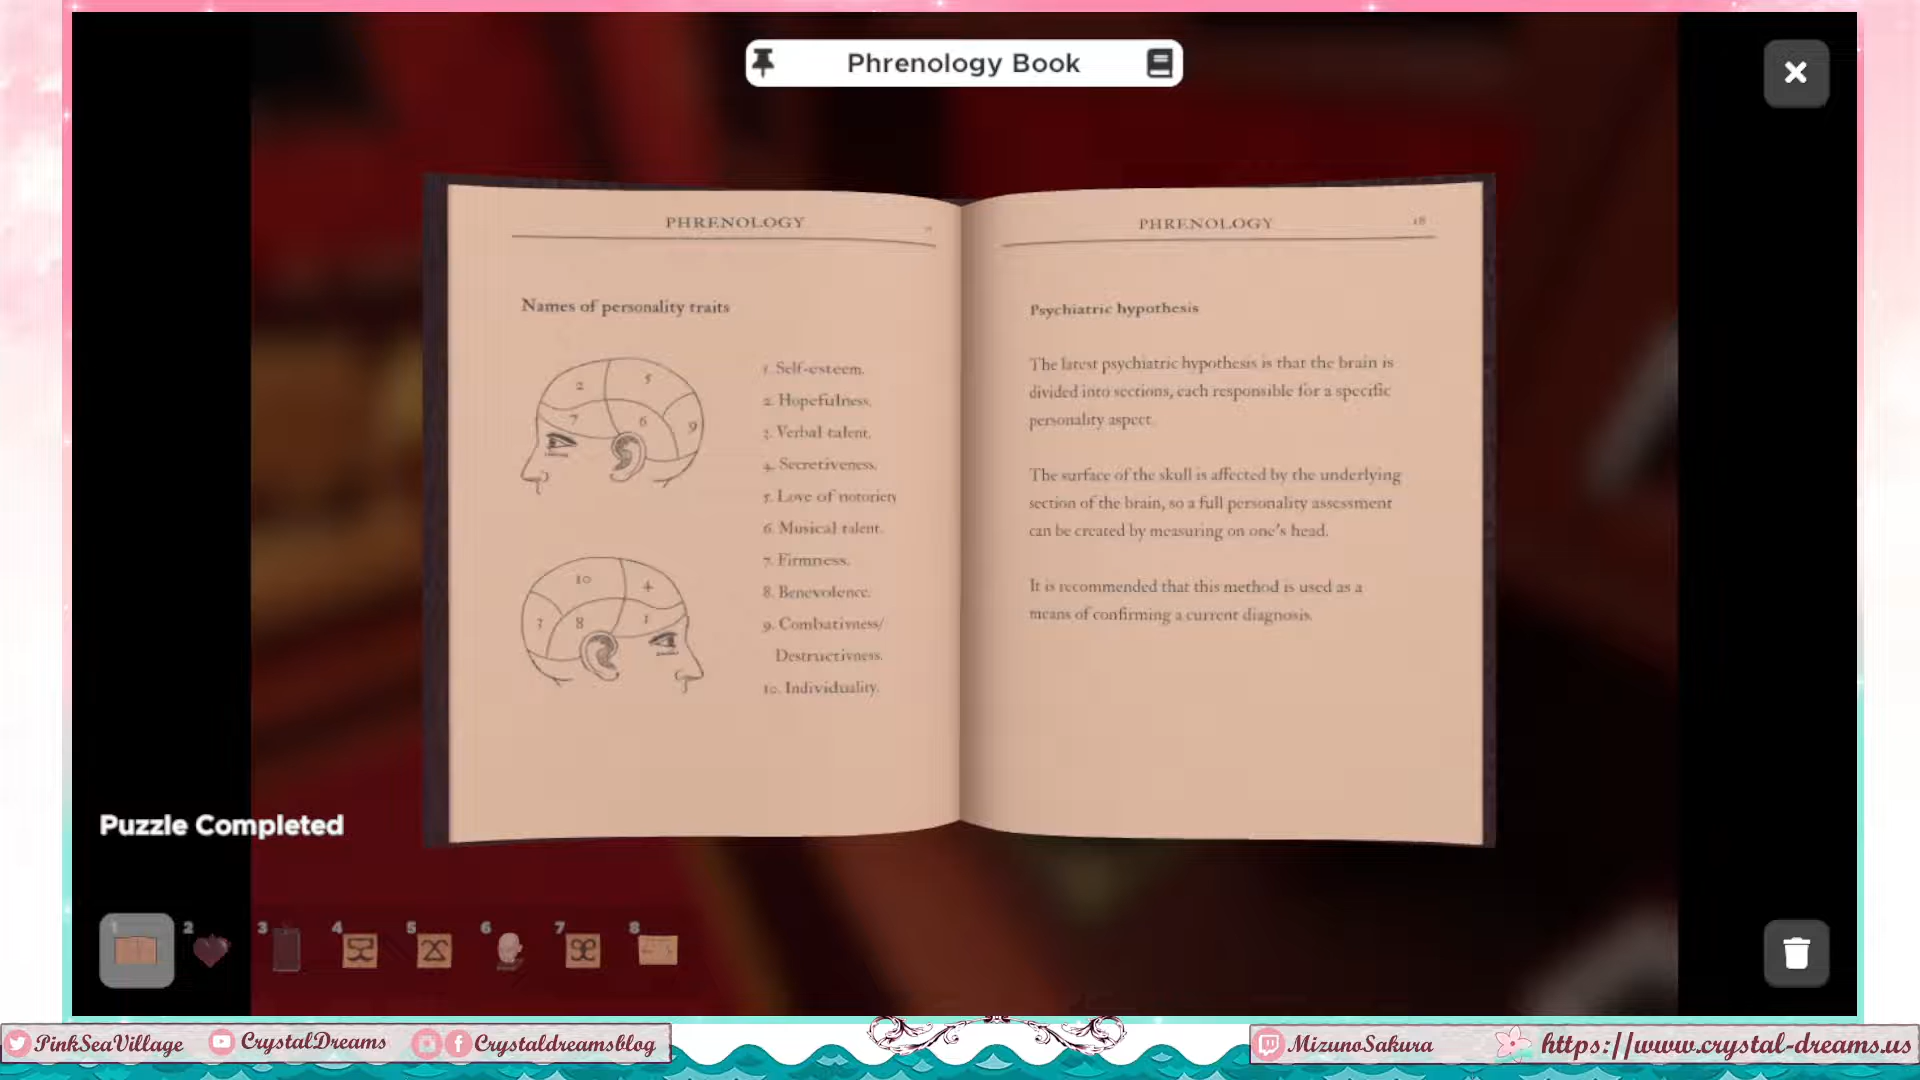 Phrenology Book
PHRENOLOGY
Names of personality traits
2
5
7
6
9
10
4
3
8
1
1. Self-esteem.
2. Hopefulness.
3. Verbal talent.
4. Secretiveness.
5. Love of notoriety
6. Musical talent.
7. Firmness.
8. Benevolence.
9. Combativness/
Destructivness.
10. Individuality.
PHRENOLOGY
18
Psychiatric hypothesis
The latest psychiatric hypothesis is that the brain is
divided into sections, each responsible for a specific
personality aspect.
The surface of the skull is affected by the underlying
section of the brain, so a full personality assessment
can be created by measuring on one's head.
It is recommended that this method is used as a
means of confirming a current diagnosis.
Puzzle Completed
1 2 3 4 5 6 7 8
PinkSeaVillage CrystalDreams Crystaldreamsblog
MizunoSakura https://www.crystal-dreams.us